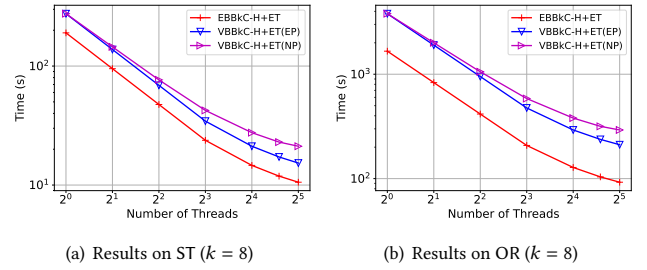 EBBkC-H+ET
VBBkC-H+ET(EP)
VBBkC-H+ET(NP)
Time (s)
10²
10¹
2⁰ 2¹ 2² 2³ 2⁴ 2⁵
Number of Threads
(a) Results on ST (k = 8)
EBBkC-H+ET
VBBkC-H+ET(EP)
VBBkC-H+ET(NP)
Time (s)
10³
10²
2⁰ 2¹ 2² 2³ 2⁴ 2⁵
Number of Threads
(b) Results on OR (k = 8)